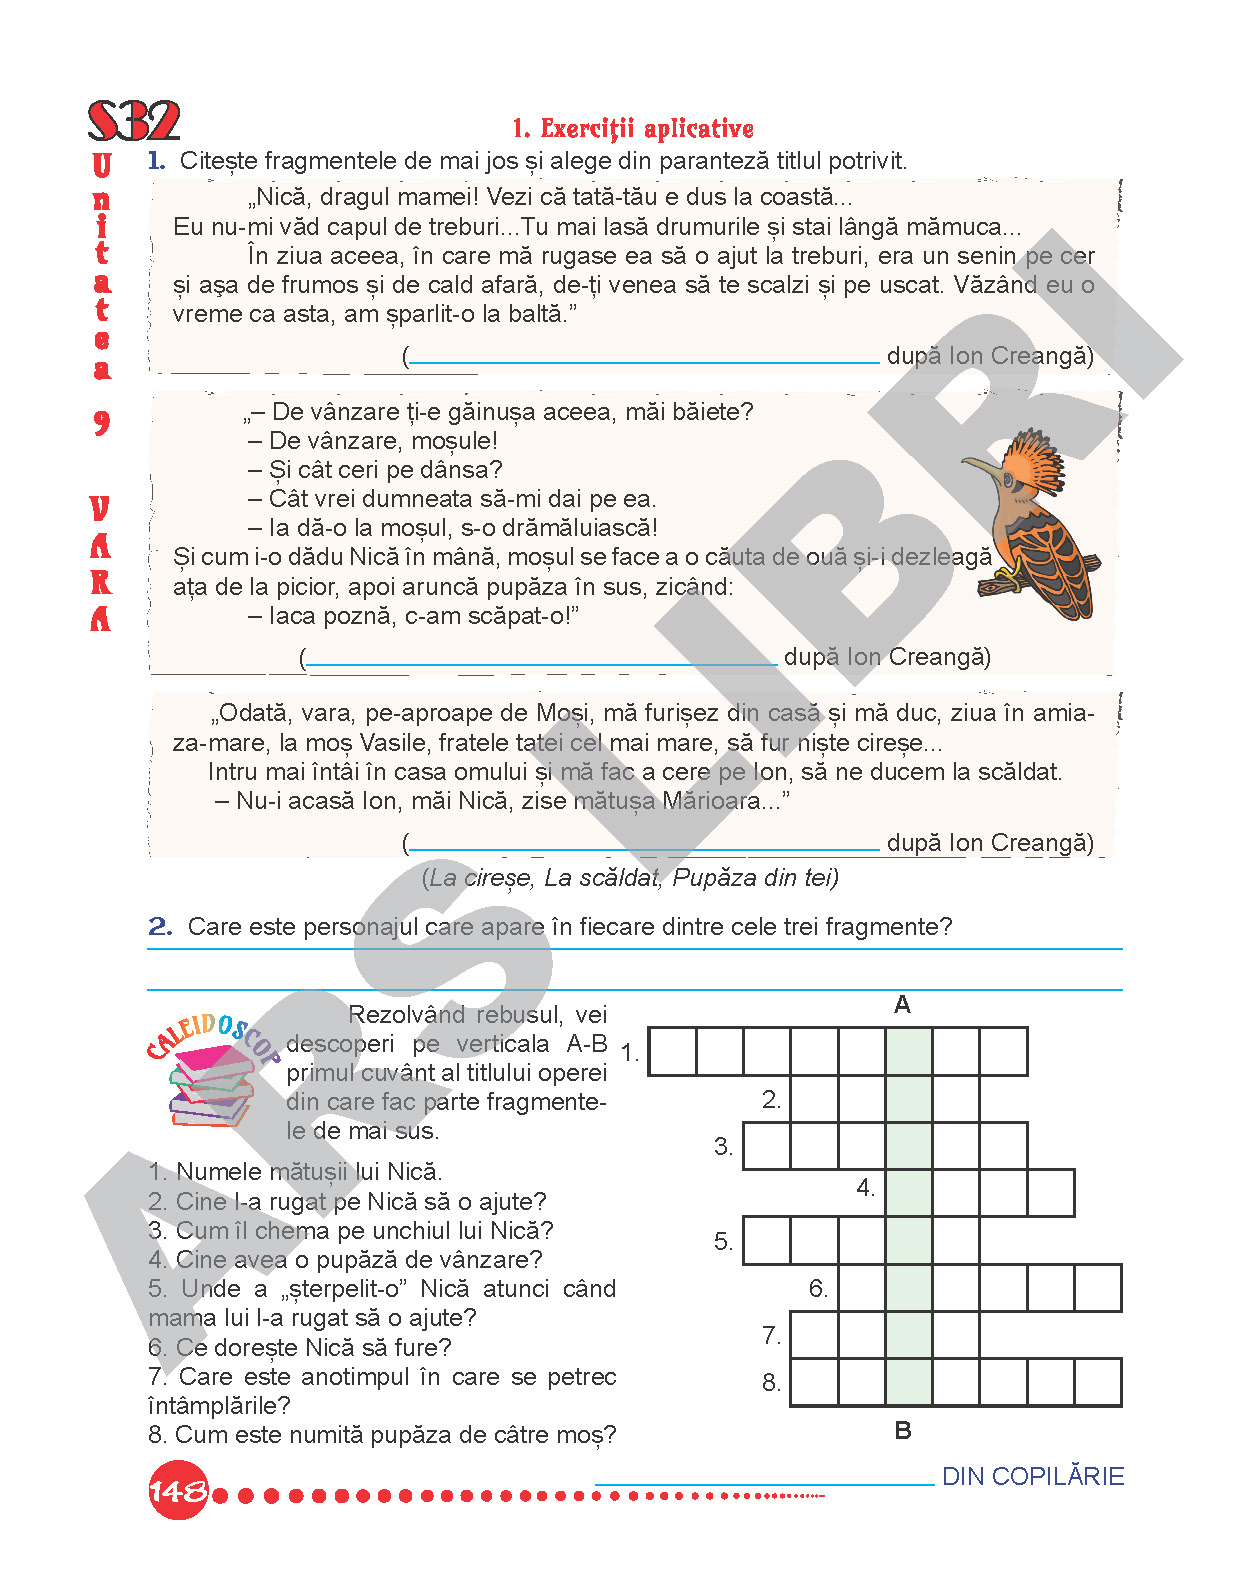 S32
Unitatea 9
VARA
1. Exerciții aplicative
1. Citește fragmentele de mai jos și alege din paranteză titlul potrivit.
„Nică, dragul mamei! Vezi că tată-tău e dus la coastă...
Eu nu-mi văd capul de treburi...Tu mai lasă drumurile și stai lângă mămuca...
În ziua aceea, în care mă rugase ea să o ajut la treburi, era un senin pe cer
și aşa de frumos și de cald afară, de-ți venea să te scalzi și pe uscat. Văzând eu o
vreme ca asta, am șparlit-o la baltă.”
( după Ion Creangă)
„– De vânzare ți-e găinușa aceea, măi băiete?
– De vânzare, moșule!
– Și cât ceri pe dânsa?
– Cât vrei dumneata să-mi dai pe ea.
– Ia dă-o la moșul, s-o drămăluiască!
Și cum i-o dădu Nică în mână, moșul se face a o căuta de ouă și-i dezleagă
ața de la picior, apoi aruncă pupăza în sus, zicând:
– Iaca poznă, c-am scăpat-o!”
( după Ion Creangă)
„Odată, vara, pe-aproape de Moși, mă furișez din casă și mă duc, ziua în amia-
za-mare, la moș Vasile, fratele tatei cel mai mare, să fur niște cireșe...
Intru mai întâi în casa omului și mă fac a cere pe Ion, să ne ducem la scăldat.
– Nu-i acasă Ion, măi Nică, zise mătușa Mărioara...”
( după Ion Creangă)
(La cireșe, La scăldat, Pupăza din tei)
2. Care este personajul care apare în fiecare dintre cele trei fragmente?
CALEIDOSCOP
Rezolvând rebusul, vei
descoperi pe verticala A-B
primul cuvânt al titlului operei
din care fac parte fragmente-
le de mai sus.
1. Numele mătușii lui Nică.
2. Cine l-a rugat pe Nică să o ajute?
3. Cum îl chema pe unchiul lui Nică?
4. Cine avea o pupăză de vânzare?
5. Unde a „șterpelit-o” Nică atunci când
mama lui l-a rugat să o ajute?
6. Ce dorește Nică să fure?
7. Care este anotimpul în care se petrec
întâmplările?
8. Cum este numită pupăza de câtre moș?
A
1.
2.
3.
4.
5.
6.
7.
8.
B
DIN COPILĂRIE
148
ARS LIBRI